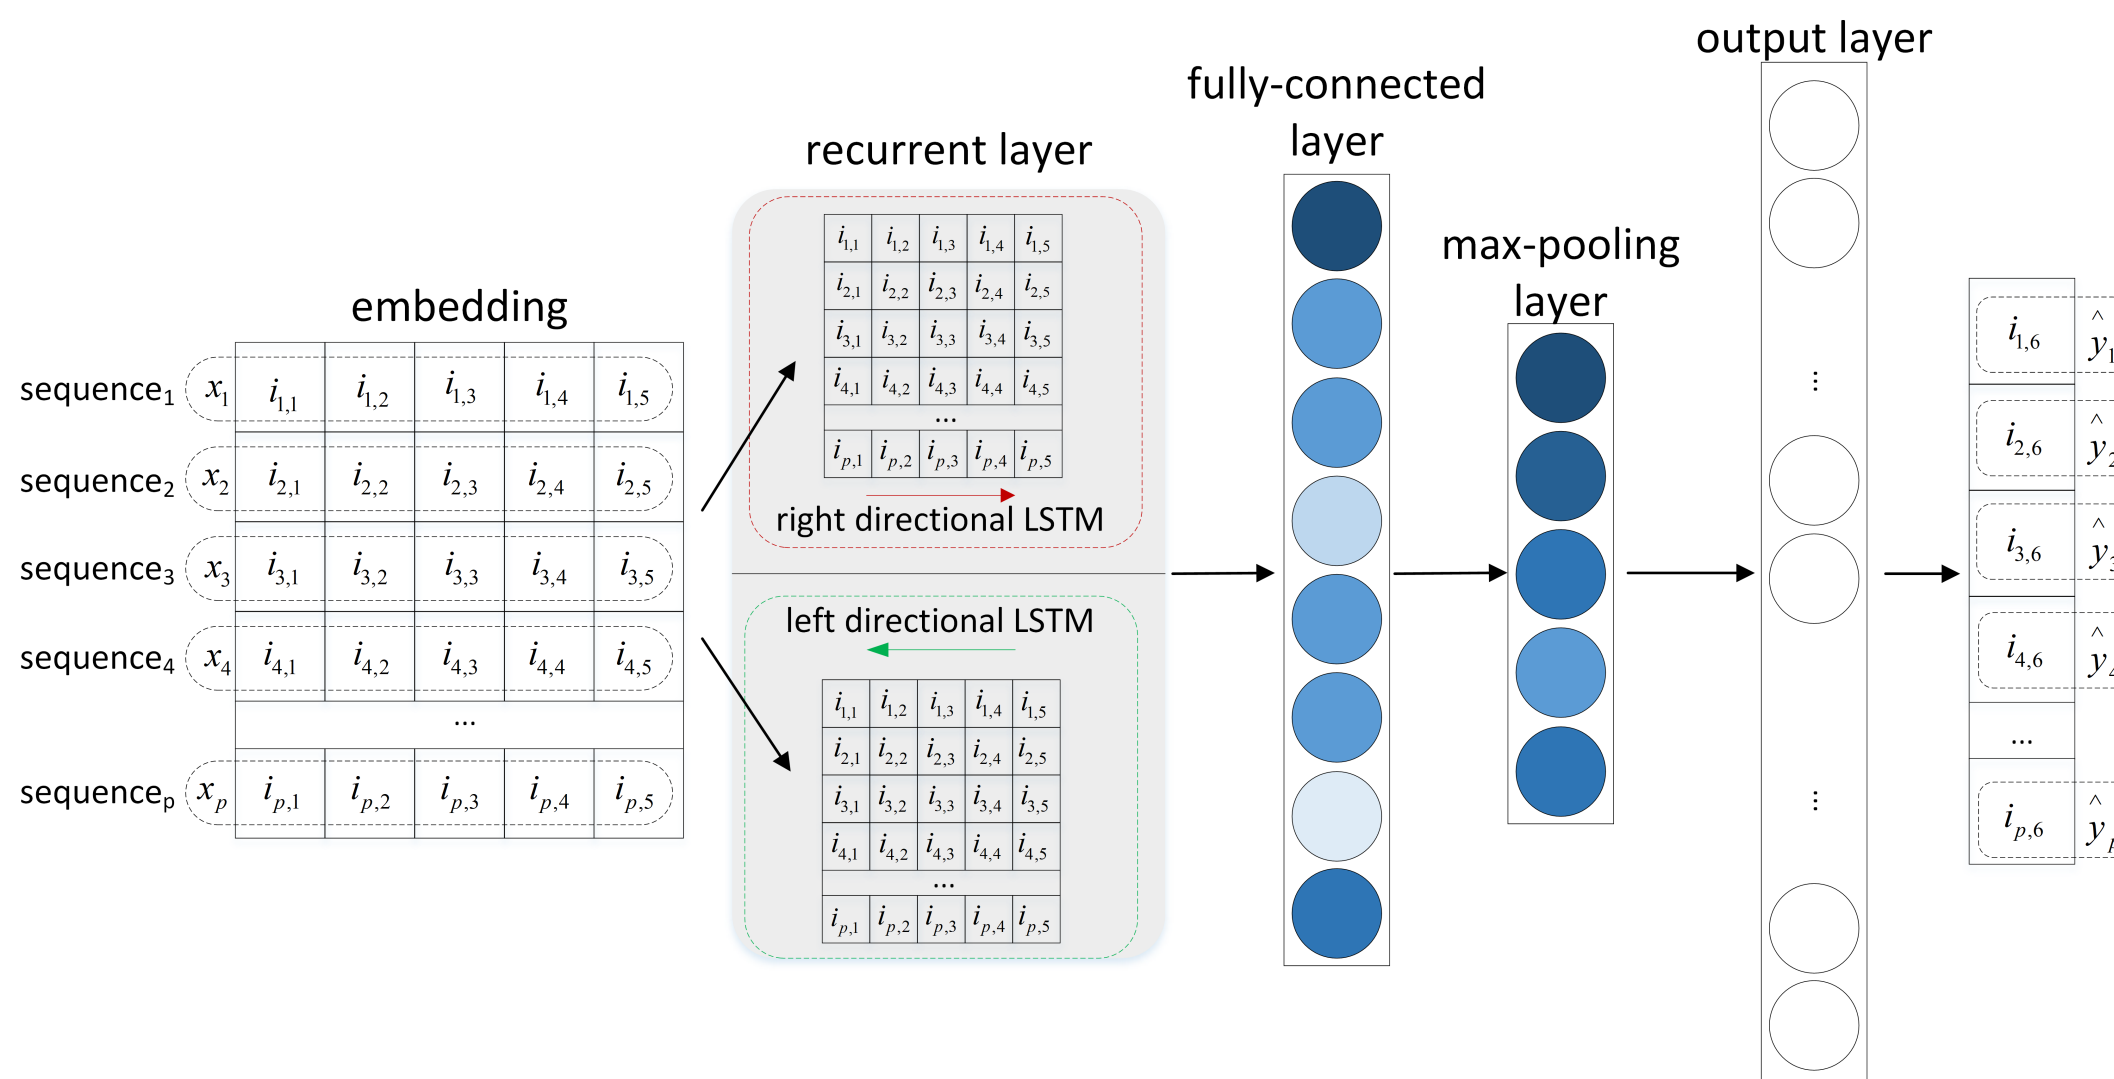 embedding
sequence1 x1 i1,1 i1,2 i1,3 i1,4 i1,5
sequence2 x2 i2,1 i2,2 i2,3 i2,4 i2,5
sequence3 x3 i3,1 i3,2 i3,3 i3,4 i3,5
sequence4 x4 i4,1 i4,2 i4,3 i4,4 i4,5
...
sequencep xp ip,1 ip,2 ip,3 ip,4 ip,5
recurrent layer
i1,1 i1,2 i1,3 i1,4 i1,5
i2,1 i2,2 i2,3 i2,4 i2,5
i3,1 i3,2 i3,3 i3,4 i3,5
i4,1 i4,2 i4,3 i4,4 i4,5
...
ip,1 ip,2 ip,3 ip,4 ip,5
right directional LSTM
left directional LSTM
i1,1 i1,2 i1,3 i1,4 i1,5
i2,1 i2,2 i2,3 i2,4 i2,5
i3,1 i3,2 i3,3 i3,4 i3,5
i4,1 i4,2 i4,3 i4,4 i4,5
...
ip,1 ip,2 ip,3 ip,4 ip,5
fully-connected
layer
max-pooling
layer
output layer
...
...
i1,6 ŷ1
i2,6 ŷ2
i3,6 ŷ3
i4,6 ŷ4
...
ip,6 ŷp